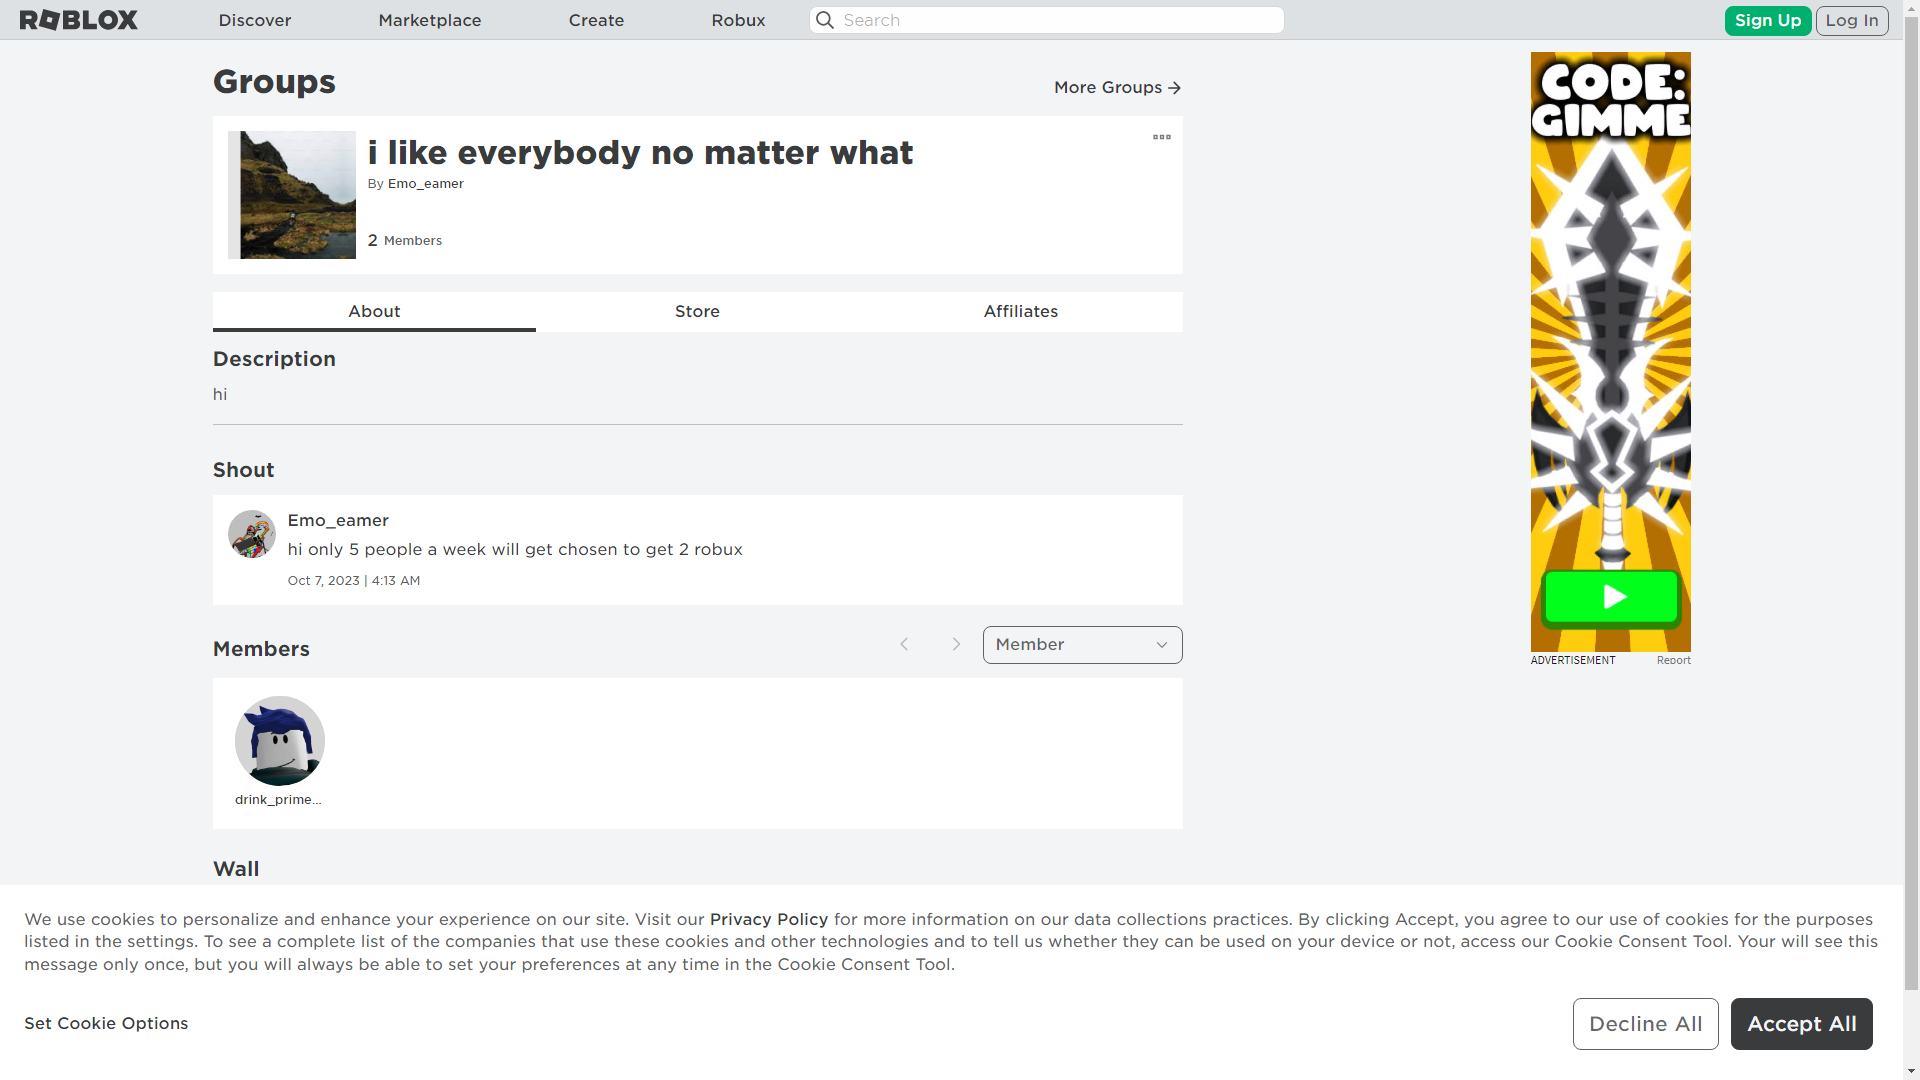 ROBLOX
Discover
Marketplace
Create
Robux
Search
Sign Up
Log In
Groups
More Groups
i like everybody no matter what
By Emo_eamer
2 Members
About
Store
Affiliates
Description
hi
Shout
Emo_eamer
hi only 5 people a week will get chosen to get 2 robux
Oct 7, 2023 | 4:13 AM
Members
Member
drink_prime...
Wall
CODE:
GIMME
ADVERTISEMENT
Report
We use cookies to personalize and enhance your experience on our site. Visit our Privacy Policy for more information on our data collections practices. By clicking Accept, you agree to our use of cookies for the purposes
listed in the settings. To see a complete list of the companies that use these cookies and other technologies and to tell us whether they can be used on your device or not, access our Cookie Consent Tool. Your will see this
message only once, but you will always be able to set your preferences at any time in the Cookie Consent Tool.
Set Cookie Options
Decline All
Accept All